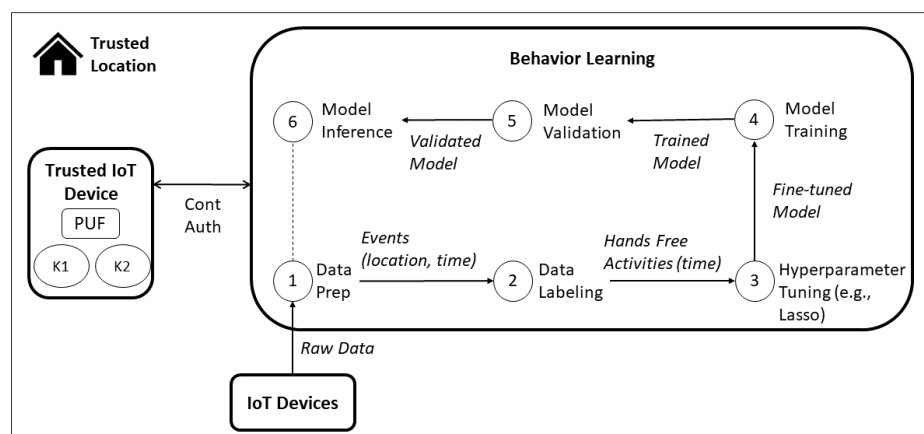 Trusted
Location
Behavior Learning
6
Model
Inference
Validated
Model
5
Model
Validation
Trained
Model
4
Model
Training
Trusted IoT
Device
PUF
K1
K2
Cont
Auth
Fine-tuned
Model
1
Data
Prep
Events
(location, time)
2
Data
Labeling
Hands Free
Activities (time)
3
Hyperparameter
Tuning (e.g.,
Lasso)
Raw Data
IoT Devices